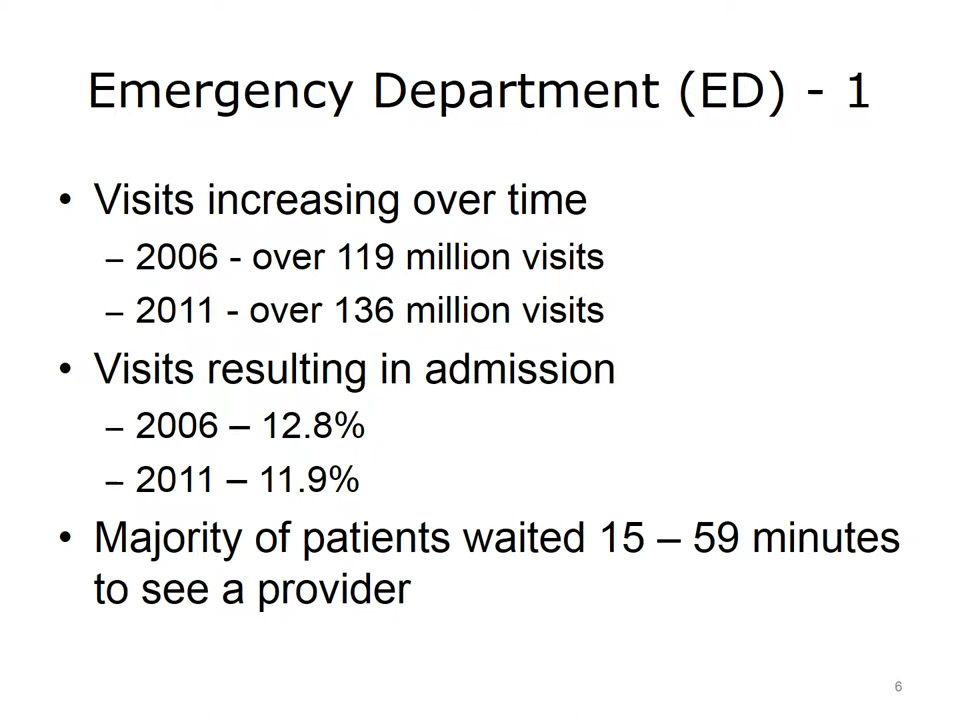 Emergency Department (ED) - 1
• Visits increasing over time
– 2006 - over 119 million visits
– 2011 - over 136 million visits
• Visits resulting in admission
– 2006 – 12.8%
– 2011 – 11.9%
• Majority of patients waited 15 – 59 minutes
to see a provider
6